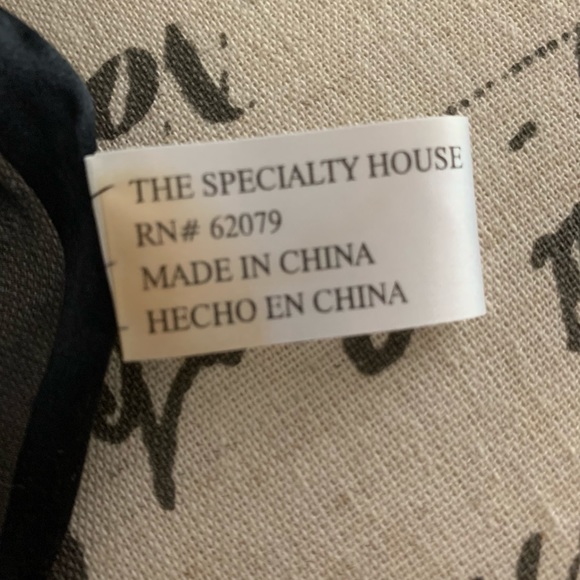 THE SPECIALTY HOUSE
RN# 62079
MADE IN CHINA
HECHO EN CHINA